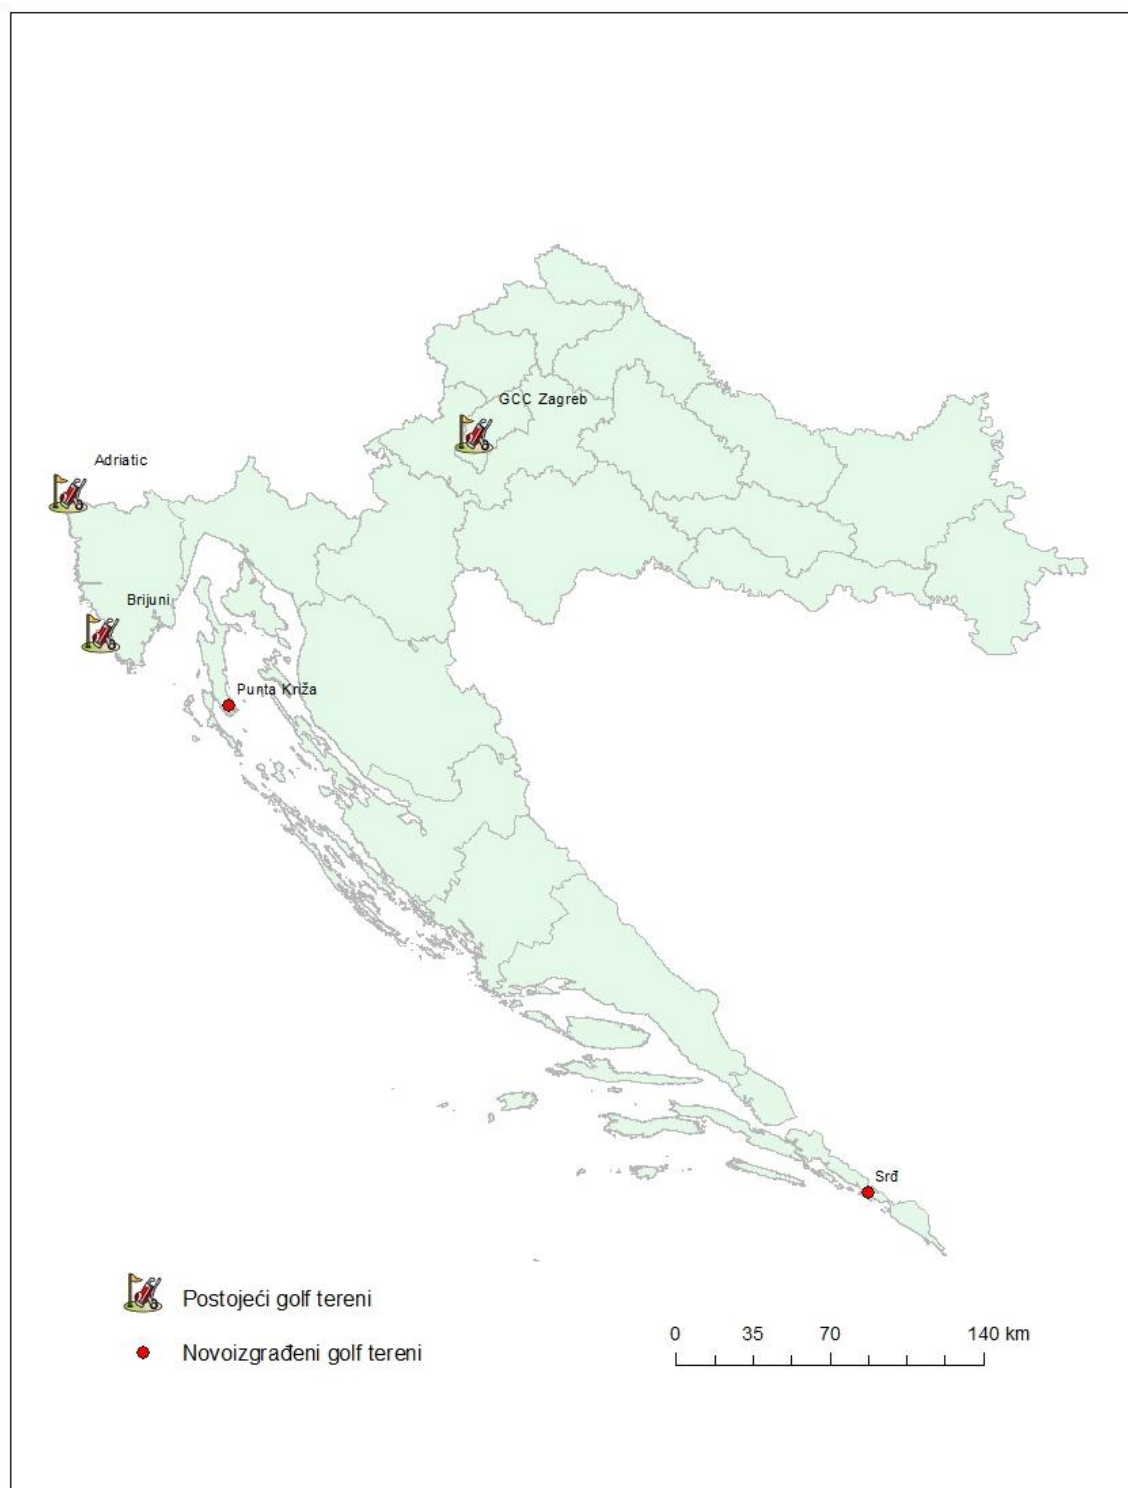 GCC Zagreb
Adriatic
Brijuni
Punta Križa
Srđ
Postojeći golf tereni
Novoizgrađeni golf tereni
0 35 70 140 km